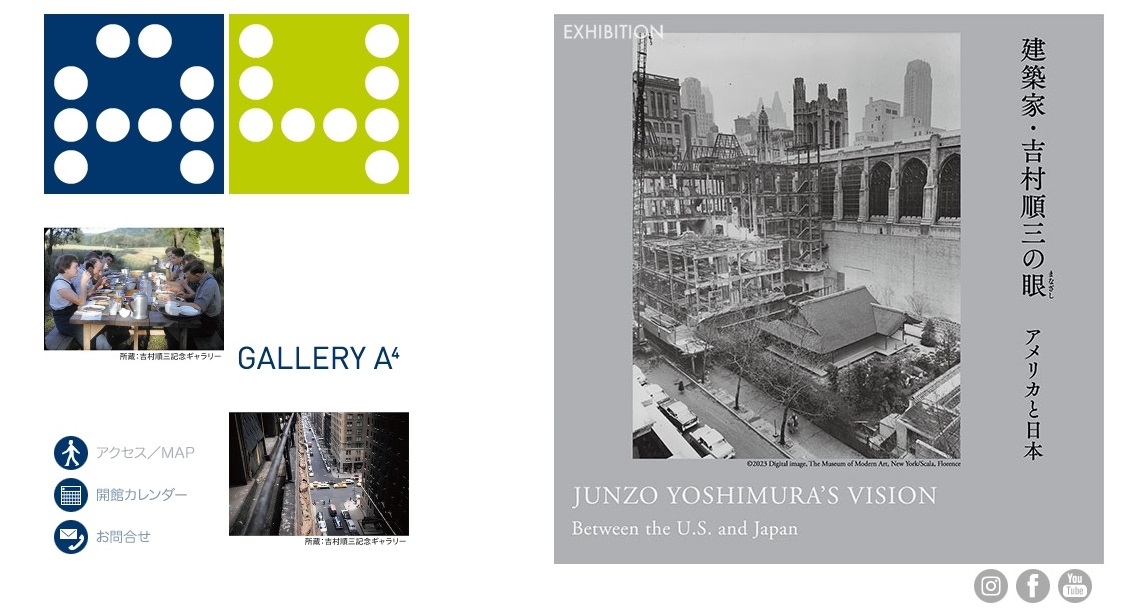 所蔵：吉村順三記念ギャラリー
GALLERY A⁴
アクセス／MAP
開館カレンダー
お問合せ
所蔵：吉村順三記念ギャラリー
EXHIBITION
建築家・吉村順三の眼
まなざし
アメリカと日本
©2023 Digital image, The Museum of Modern Art, New York/Scala, Florence
JUNZO YOSHIMURA'S VISION
Between the U.S. and Japan
You
Tube